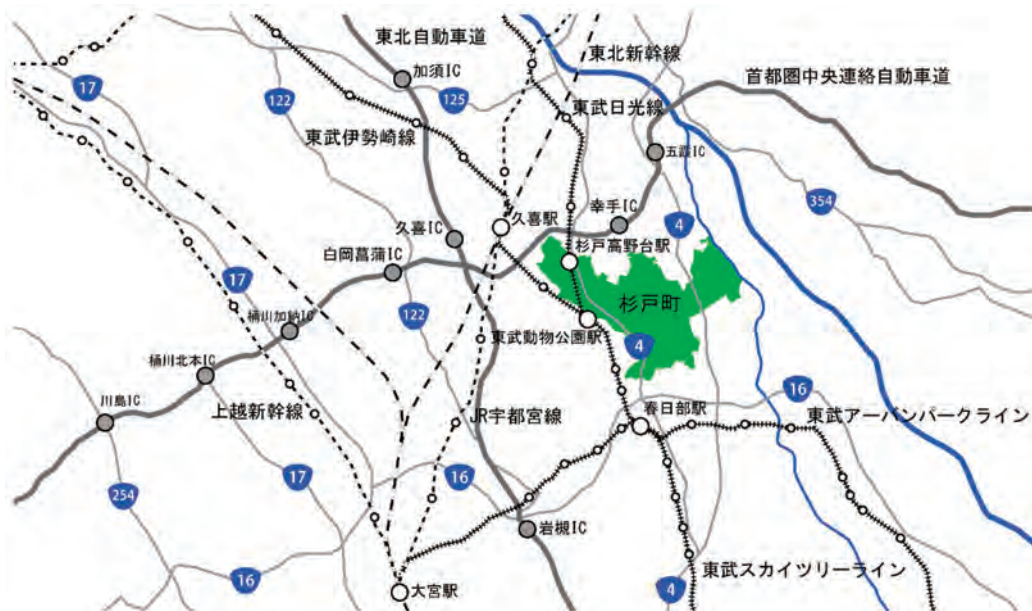 東北自動車道
東北新幹線
首都圏中央連絡自動車道
加須IC
17
122
125
東武日光線
東武伊勢崎線
五霞IC
354
久喜駅
幸手IC
4
久喜IC
杉戸高野台駅
白岡菖蒲IC
17
杉戸町
122
桶川加納IC
東武動物公園駅
4
桶川北本IC
16
川島IC
上越新幹線
JR宇都宮線
春日部駅
東武アーバンパークライン
17
16
254
岩槻IC
16
大宮駅
東武スカイツリーライン
4